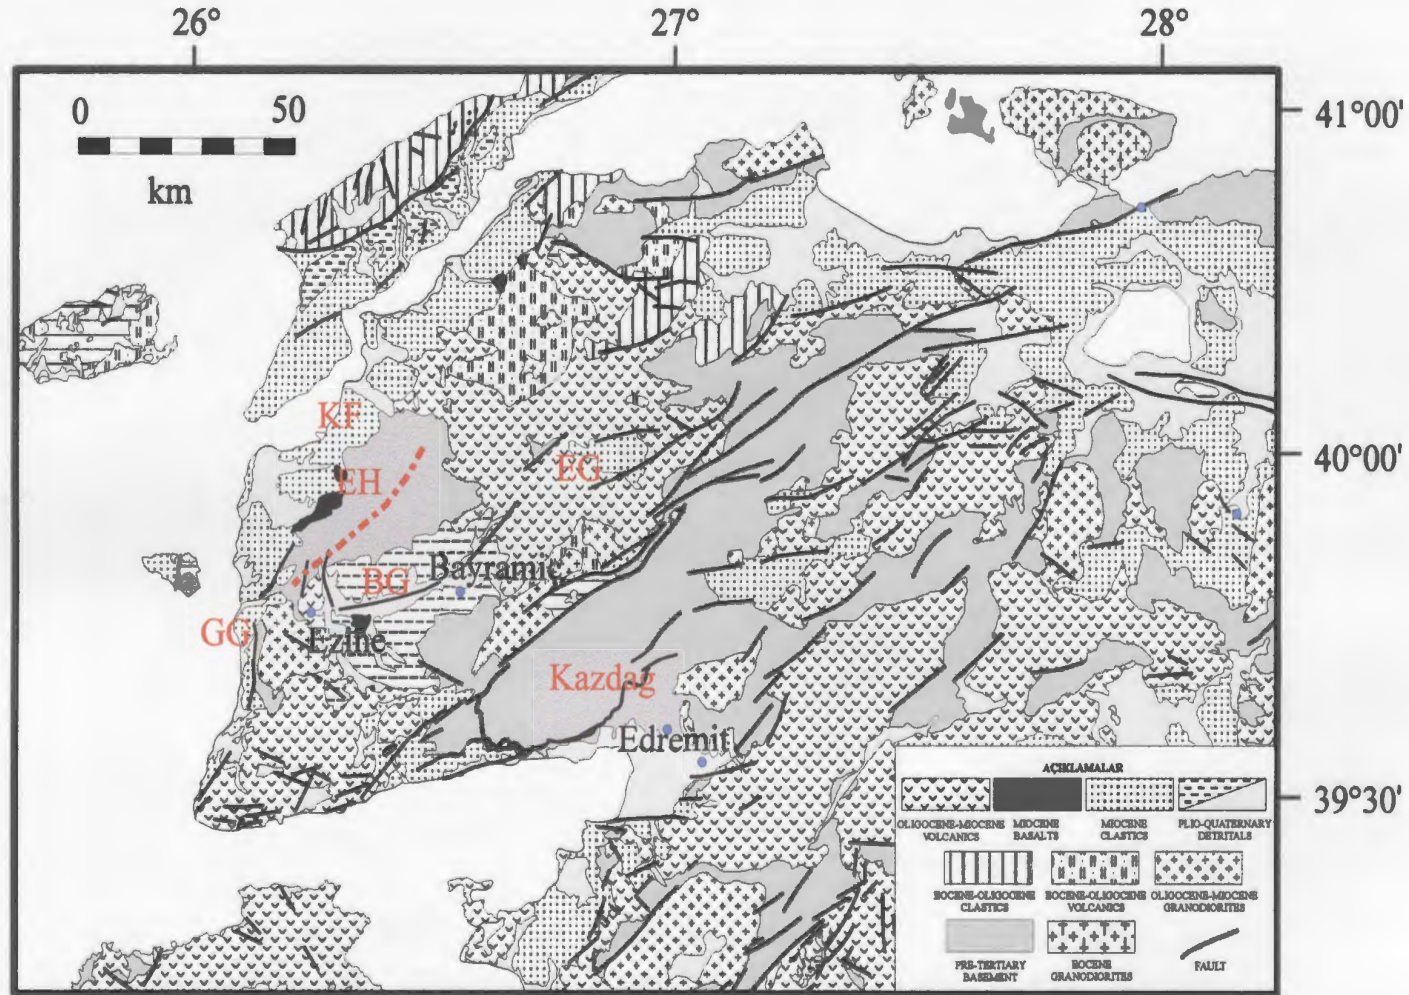 26°
27°
28°
0
50
km
41°00'
KF
EH
EG
40°00'
BG
Bayramic
GG
Ezine
Kazdag
Edremit
39°30'
AÇIKLAMALAR
OLIGOCENE-MIOCENE
VOLCANICS
MIOCENE
BASALTS
MIOCENE
CLASTICS
PLIO-QUATERNARY
DETRITALS
EOCENE-OLIGOCENE
CLASTICS
EOCENE-OLIGOCENE
VOLCANICS
OLIGOCENE-MIOCENE
GRANODIORITES
PRE-TERTIARY
BASEMENT
EOCENE
GRANODIORITES
FAULT